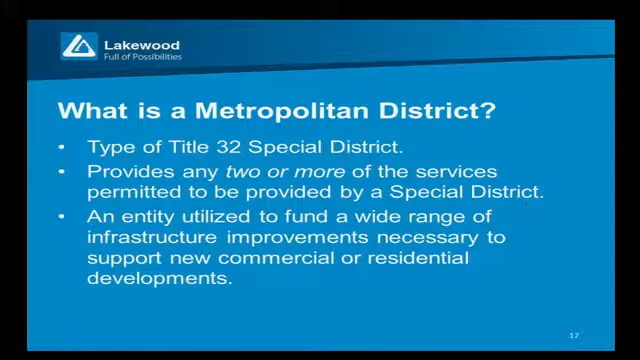 Lakewood
Full of Possibilities
What is a Metropolitan District?
• Type of Title 32 Special District.
• Provides any two or more of the services
permitted to be provided by a Special District.
• An entity utilized to fund a wide range of
infrastructure improvements necessary to
support new commercial or residential
developments.
17